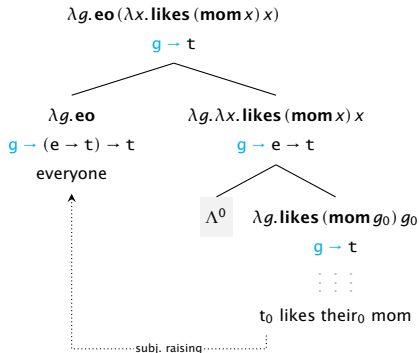 λg.eo (λx.likes (mom x) x)
g → t
λg.eo
λg.λx.likes (mom x) x
g → (e → t) → t
g → e → t
everyone
Λ⁰
λg.likes (mom g₀) g₀
g → t
t₀ likes their₀ mom
subj. raising